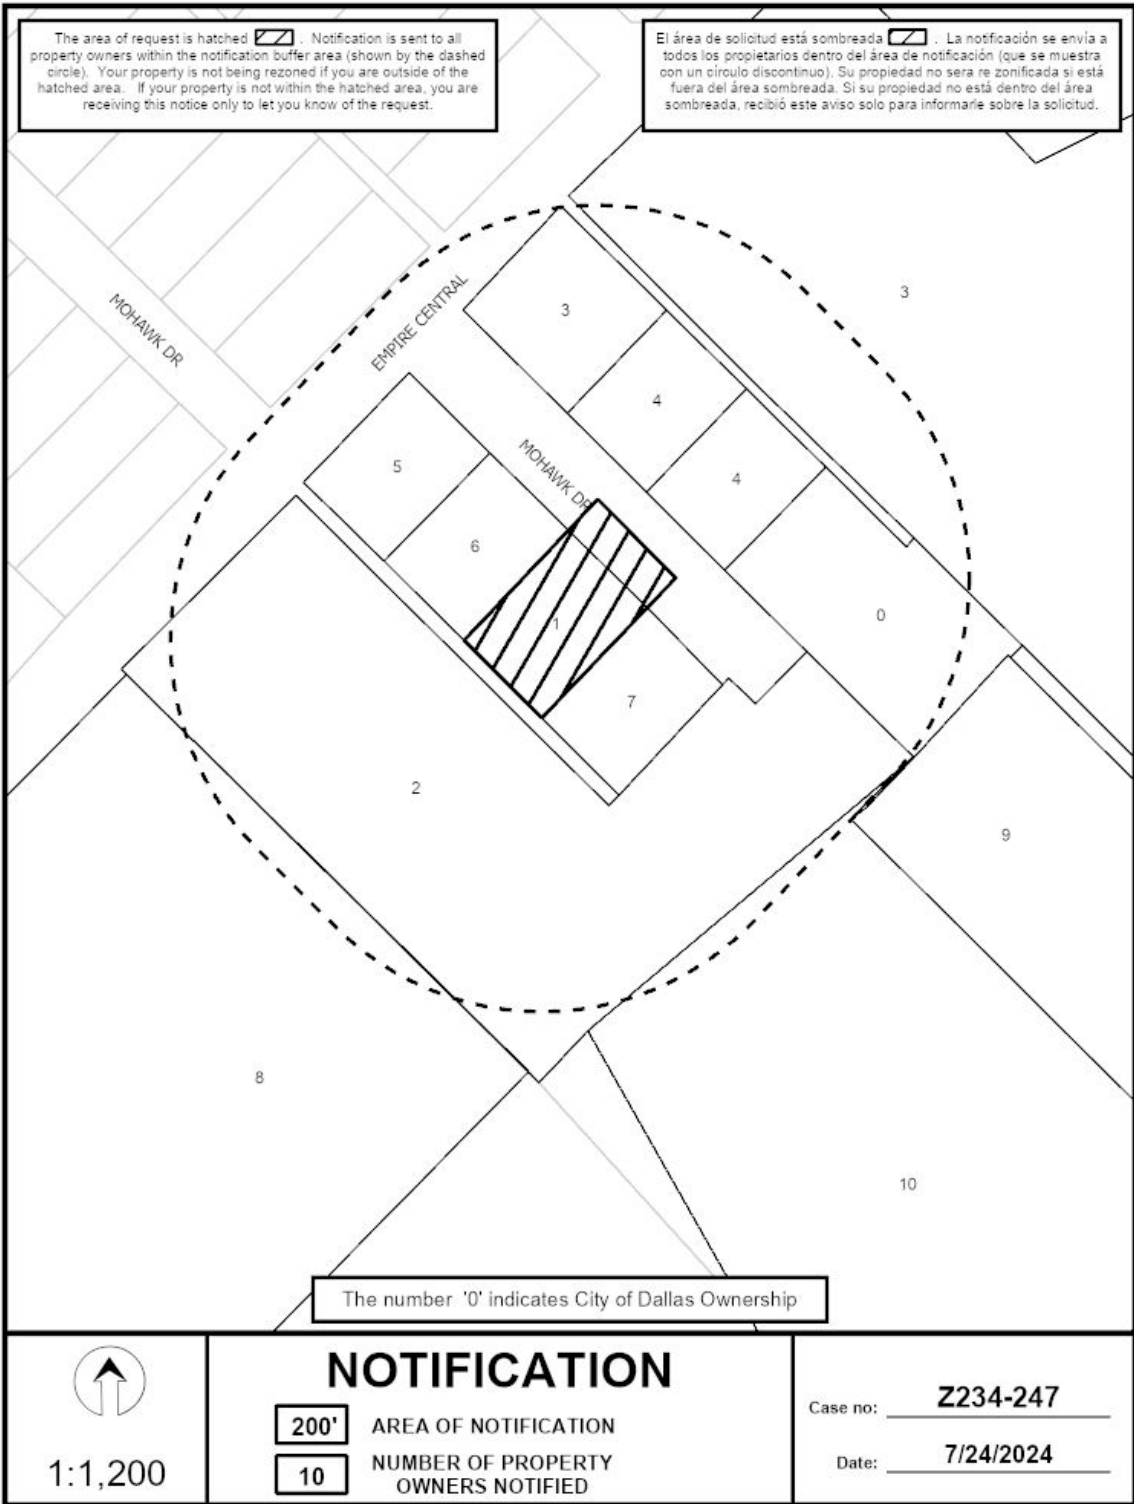 The area of request is hatched . Notification is sent to all
property owners within the notification buffer area (shown by the dashed
circle). Your property is not being rezoned if you are outside of the
hatched area. If your property is not within the hatched area, you are
receiving this notice only to let you know of the request.
El área de solicitud está sombreada . La notificación se envía a
todos los propietarios dentro del área de notificación (que se muestra
con un círculo discontinuo). Su propiedad no sera re zonificada si está
fuera del área sombreada. Si su propiedad no está dentro del área
sombreada, recibió este aviso solo para informarle sobre la solicitud.
MOHAWK DR
EMPIRE CENTRAL
3
3
4
MOHAWK DR
5
4
6
1
0
7
2
9
8
10
The number '0' indicates City of Dallas Ownership
1:1,200
NOTIFICATION
200' AREA OF NOTIFICATION
10 NUMBER OF PROPERTY
OWNERS NOTIFIED
Case no: Z234-247
Date: 7/24/2024